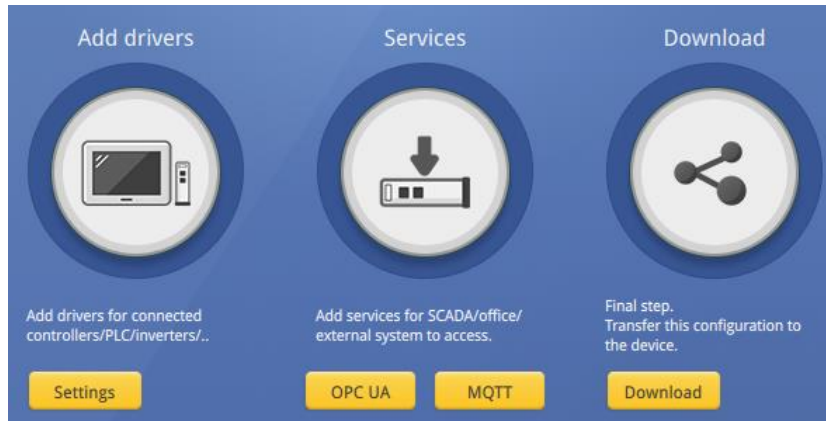 Add drivers
Services
Download
Add drivers for connected
controllers/PLC/inverters/..
Add services for SCADA/office/
external system to access.
Final step.
Transfer this configuration to
the device.
Settings
OPC UA
MQTT
Download